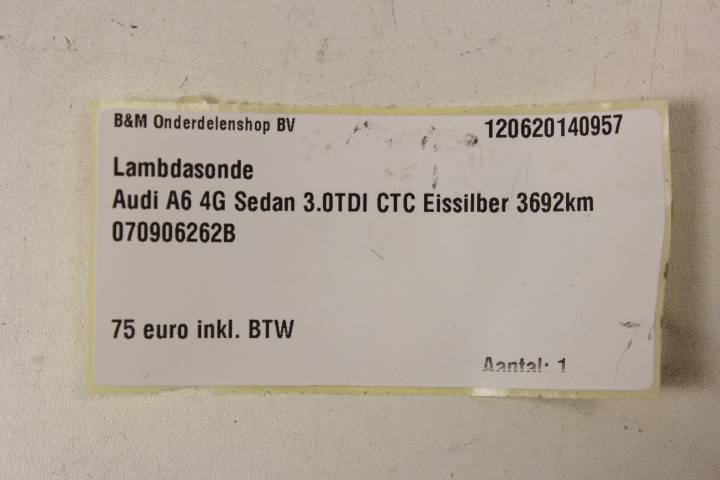 B&M Onderdelenshop BV 120620140957
Lambdasonde
Audi A6 4G Sedan 3.0TDI CTC Eissilber 3692km
070906262B
75 euro inkl. BTW
Aantal: 1